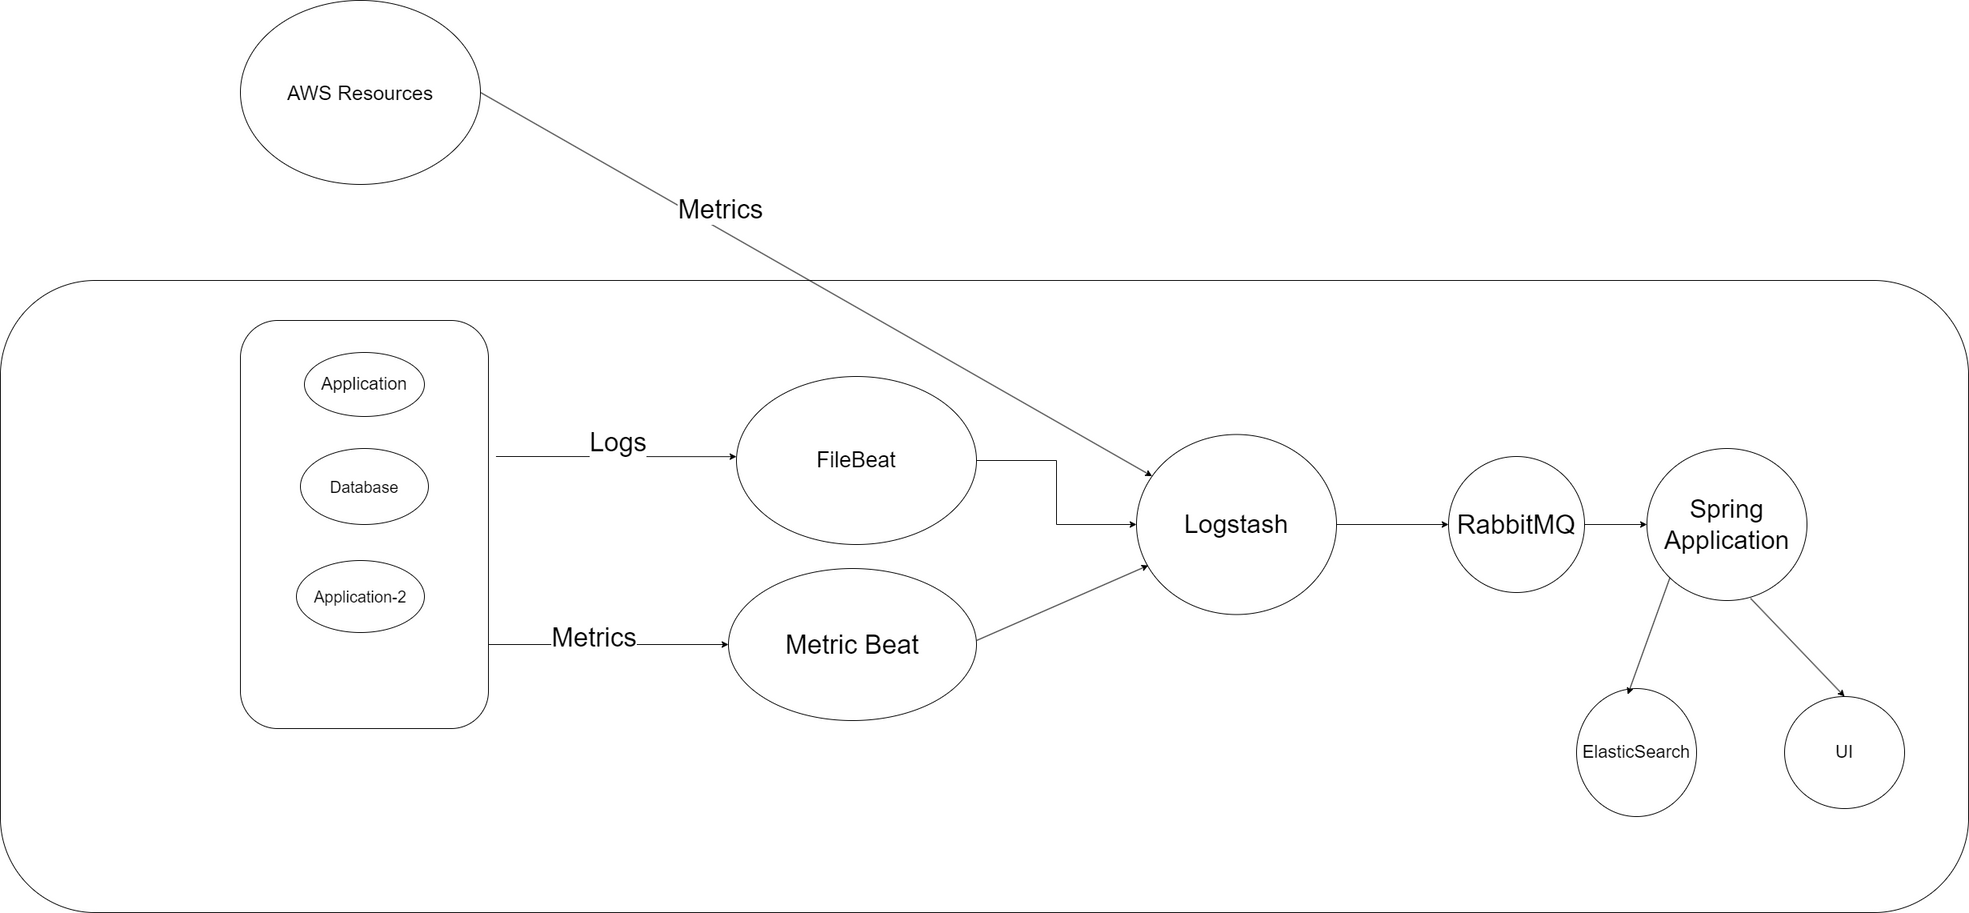 AWS Resources
Metrics
Application
Database
Application-2
Logs
Metrics
FileBeat
Metric Beat
Logstash
RabbitMQ
Spring
Application
ElasticSearch
UI